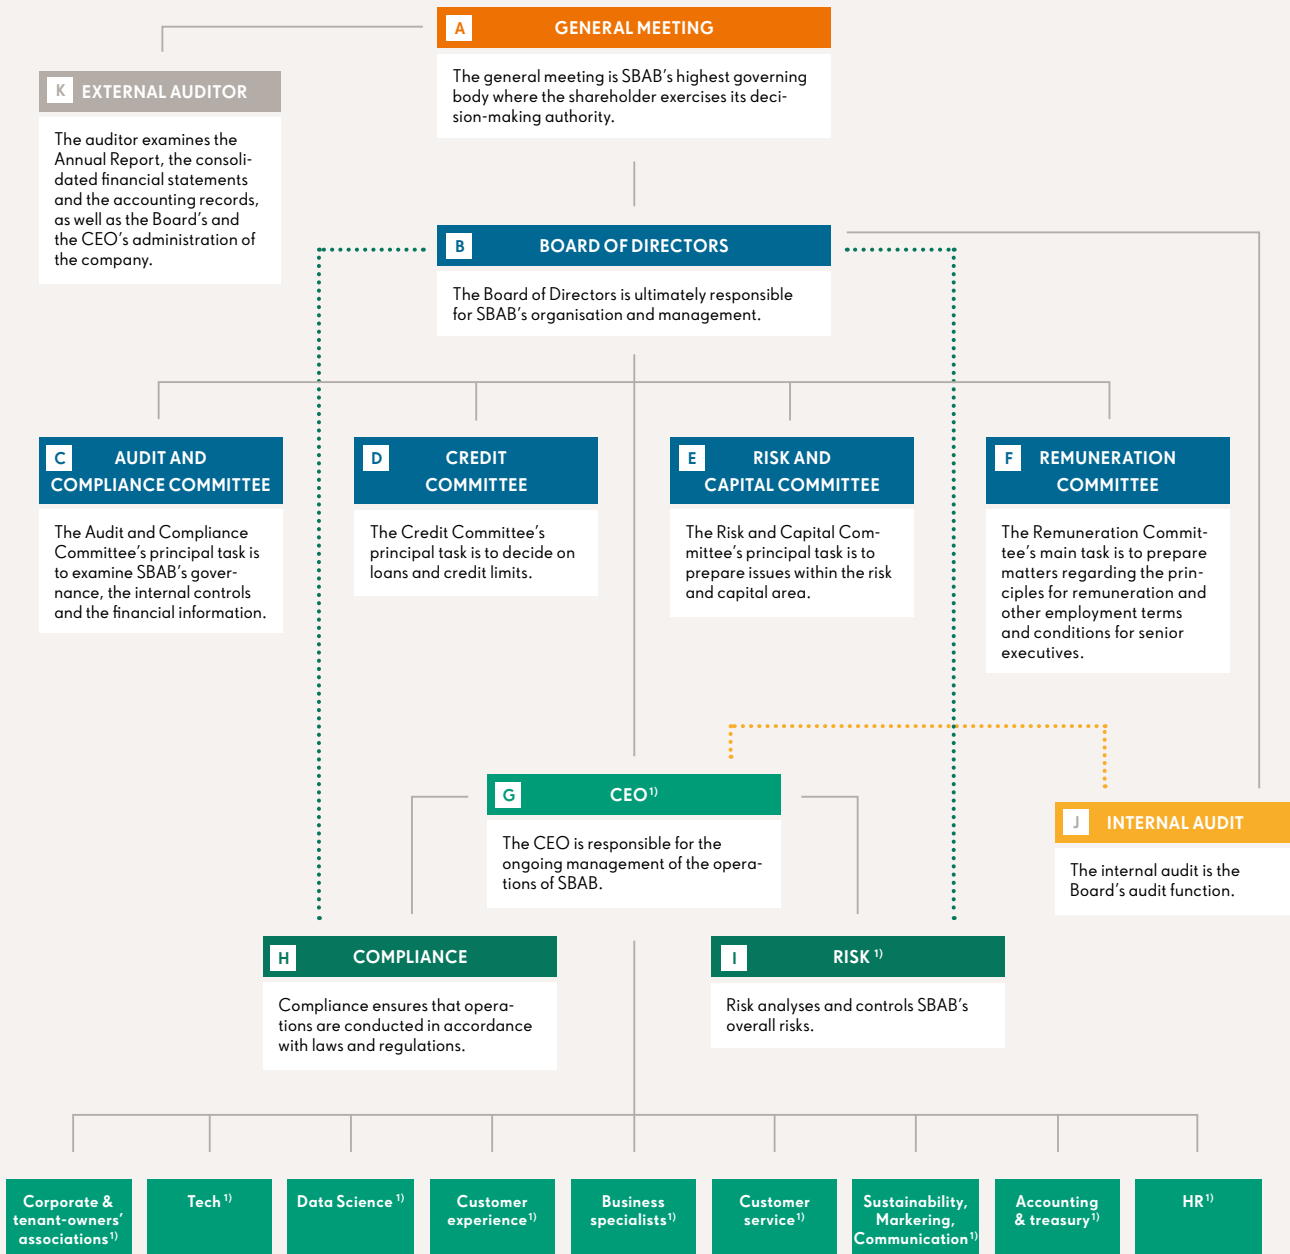 A GENERAL MEETING
The general meeting is SBAB's highest governing
body where the shareholder exercises its deci-
sion-making authority.
K EXTERNAL AUDITOR
The auditor examines the
Annual Report, the consoli-
dated financial statements
and the accounting records,
as well as the Board's and
the CEO's administration of
the company.
B BOARD OF DIRECTORS
The Board of Directors is ultimately responsible
for SBAB's organisation and management.
C AUDIT AND
COMPLIANCE COMMITTEE
The Audit and Compliance
Committee's principal task is
to examine SBAB's gover-
nance, the internal controls
and the financial information.
D CREDIT
COMMITTEE
The Credit Committee's
principal task is to decide on
loans and credit limits.
E RISK AND
CAPITAL COMMITTEE
The Risk and Capital Com-
mittee's principal task is to
prepare issues within the risk
and capital area.
F REMUNERATION
COMMITTEE
The Remuneration Commit-
tee's main task is to prepare
matters regarding the prin-
ciples for remuneration and
other employment terms
and conditions for senior
executives.
G CEO¹⁾
The CEO is responsible for the
ongoing management of the opera-
tions of SBAB.
J INTERNAL AUDIT
The internal audit is the
Board's audit function.
H COMPLIANCE
Compliance ensures that opera-
tions are conducted in accordance
with laws and regulations.
I RISK ¹⁾
Risk analyses and controls SBAB's
overall risks.
Corporate &
tenant-owners'
associations¹⁾
Tech ¹⁾
Data Science ¹⁾
Customer
experience¹⁾
Business
specialists¹⁾
Customer
service¹⁾
Sustainability,
Markering,
Communication¹⁾
Accounting
& treasury¹⁾
HR¹⁾